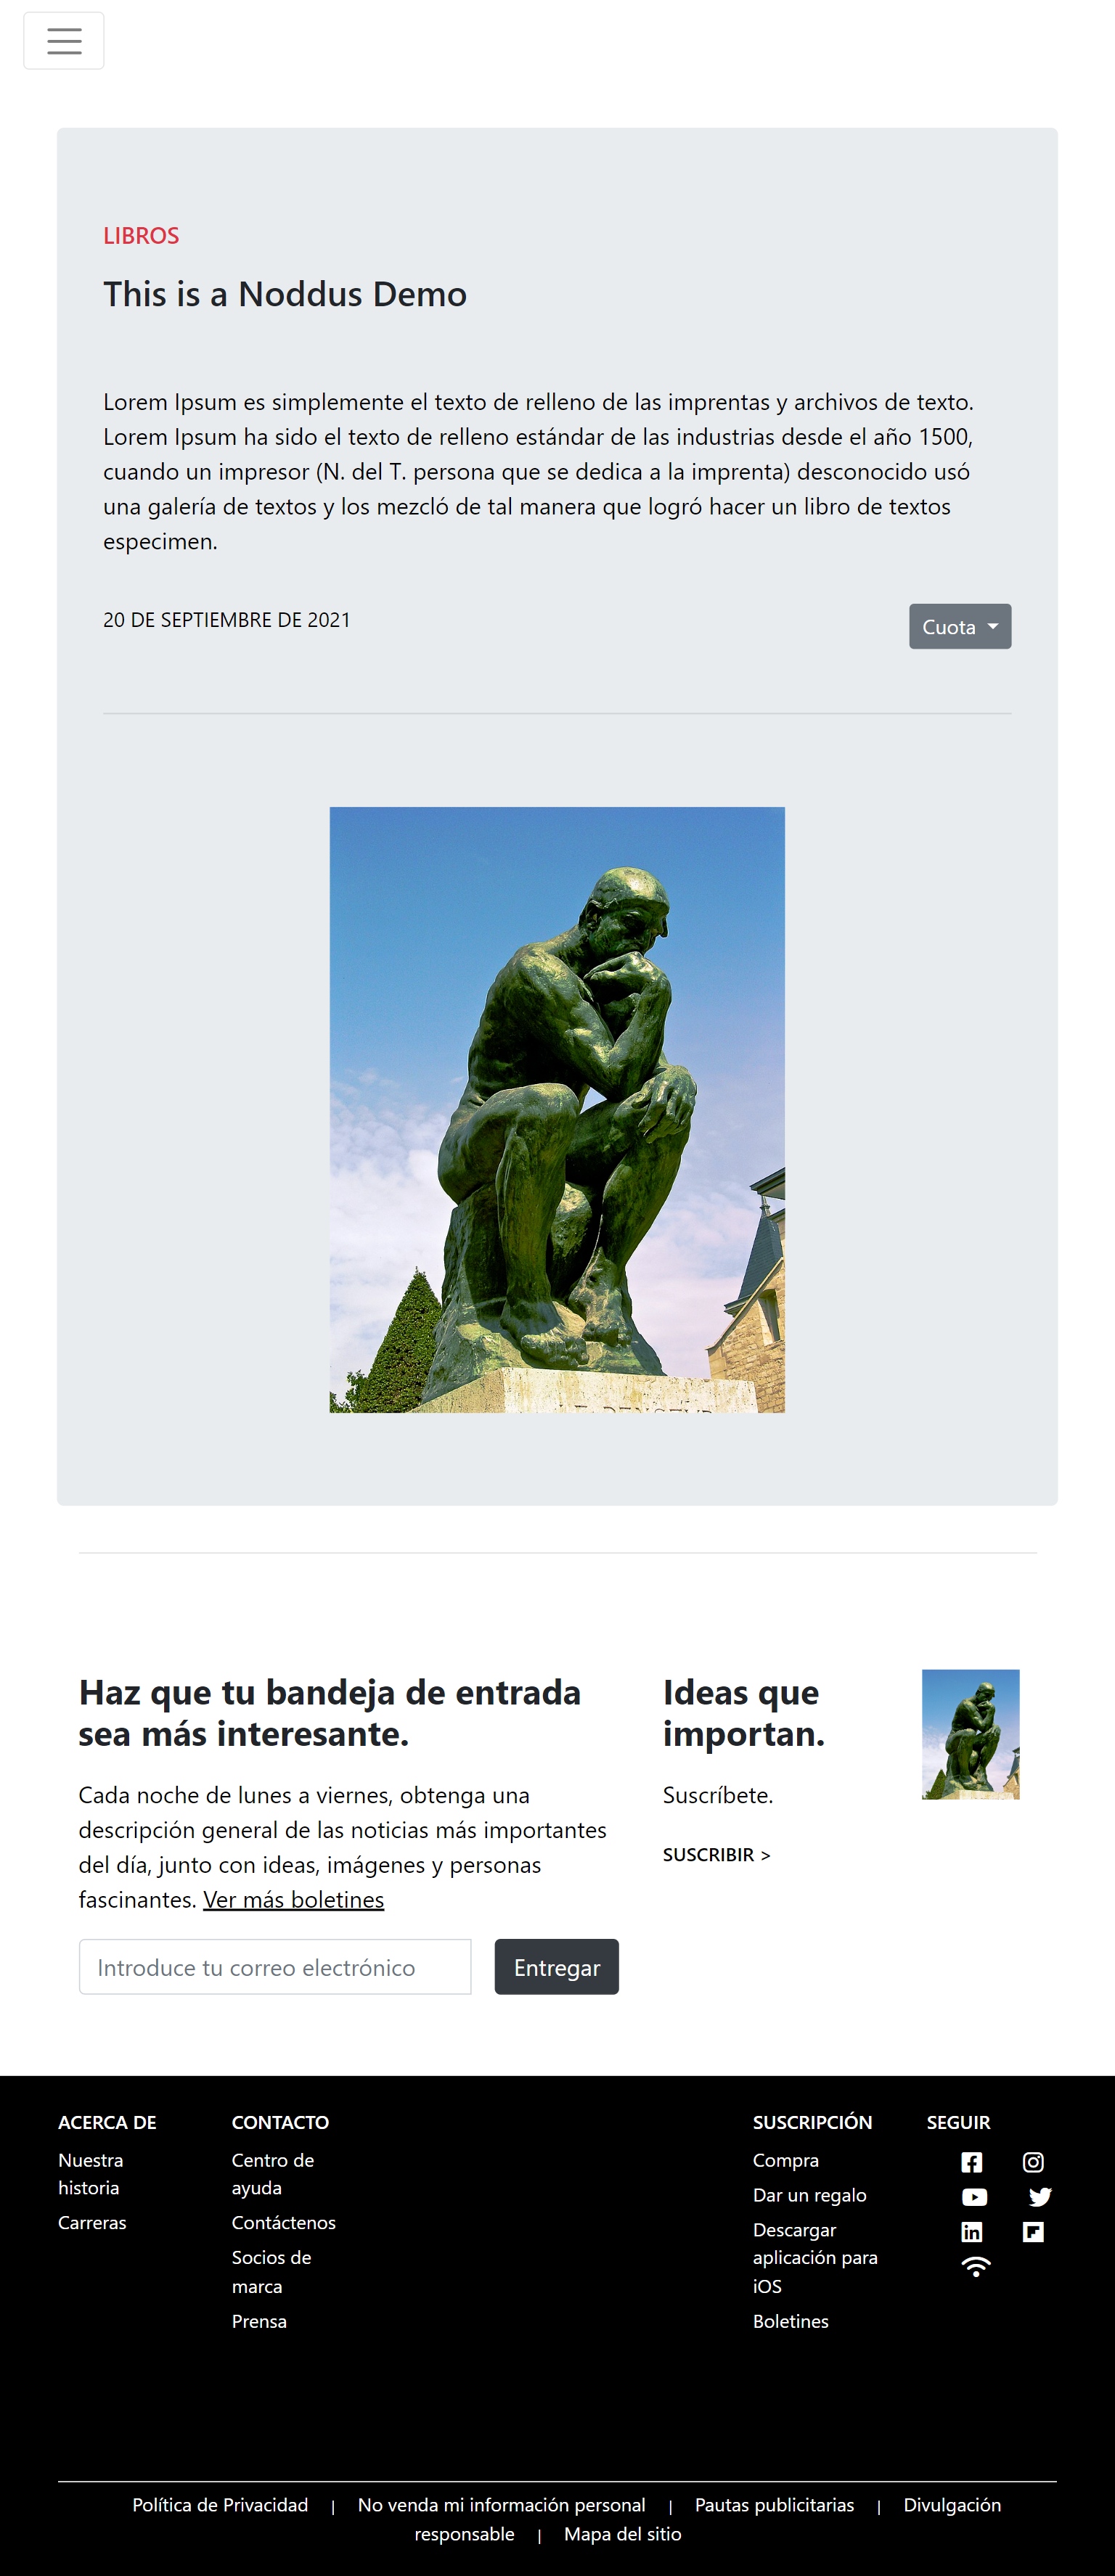 LIBROS
This is a Noddus Demo
Lorem Ipsum es simplemente el texto de relleno de las imprentas y archivos de texto.
Lorem Ipsum ha sido el texto de relleno estándar de las industrias desde el año 1500,
cuando un impresor (N. del T. persona que se dedica a la imprenta) desconocido usó
una galería de textos y los mezcló de tal manera que logró hacer un libro de textos
especimen.
20 DE SEPTIEMBRE DE 2021
Cuota
Haz que tu bandeja de entrada
sea más interesante.
Cada noche de lunes a viernes, obtenga una
descripción general de las noticias más importantes
del día, junto con ideas, imágenes y personas
fascinantes. Ver más boletines
Introduce tu correo electrónico
Entregar
Ideas que
importan.
Suscríbete.
SUSCRIBIR >
ACERCA DE
Nuestra
historia
Carreras
CONTACTO
Centro de
ayuda
Contáctenos
Socios de
marca
Prensa
SUSCRIPCIÓN
Compra
Dar un regalo
Descargar
aplicación para
iOS
Boletines
SEGUIR
Política de Privacidad | No venda mi información personal | Pautas publicitarias | Divulgación
responsable | Mapa del sitio